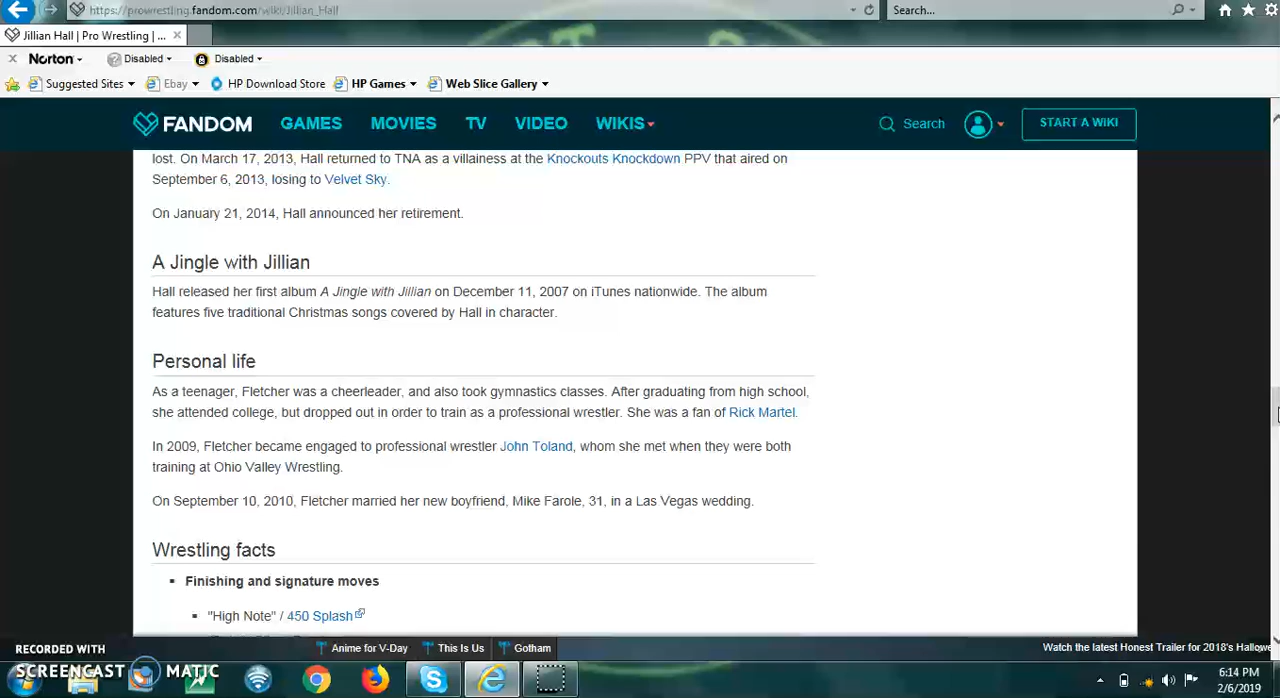 https://prowrestling.fandom.com/wiki/Jillian_Hall
Search...
Jillian Hall | Pro Wrestling | ...
Norton
Disabled
Disabled
Suggested Sites
Ebay
HP Download Store
HP Games
Web Slice Gallery
FANDOM
GAMES
MOVIES
TV
VIDEO
WIKIS
Search
START A WIKI
lost. On March 17, 2013, Hall returned to TNA as a villainess at the Knockouts Knockdown PPV that aired on
September 6, 2013, losing to Velvet Sky.
On January 21, 2014, Hall announced her retirement.
A Jingle with Jillian
Hall released her first album A Jingle with Jillian on December 11, 2007 on iTunes nationwide. The album
features five traditional Christmas songs covered by Hall in character.
Personal life
As a teenager, Fletcher was a cheerleader, and also took gymnastics classes. After graduating from high school,
she attended college, but dropped out in order to train as a professional wrestler. She was a fan of Rick Martel.
In 2009, Fletcher became engaged to professional wrestler John Toland, whom she met when they were both
training at Ohio Valley Wrestling.
On September 10, 2010, Fletcher married her new boyfriend, Mike Farole, 31, in a Las Vegas wedding.
Wrestling facts
Finishing and signature moves
"High Note" / 450 Splash
Anime for V-Day
This Is Us
Gotham
Watch the latest Honest Trailer for 2018's Hallowe
RECORDED WITH
SCREENCAST MATIC
6:14 PM
2/6/2019